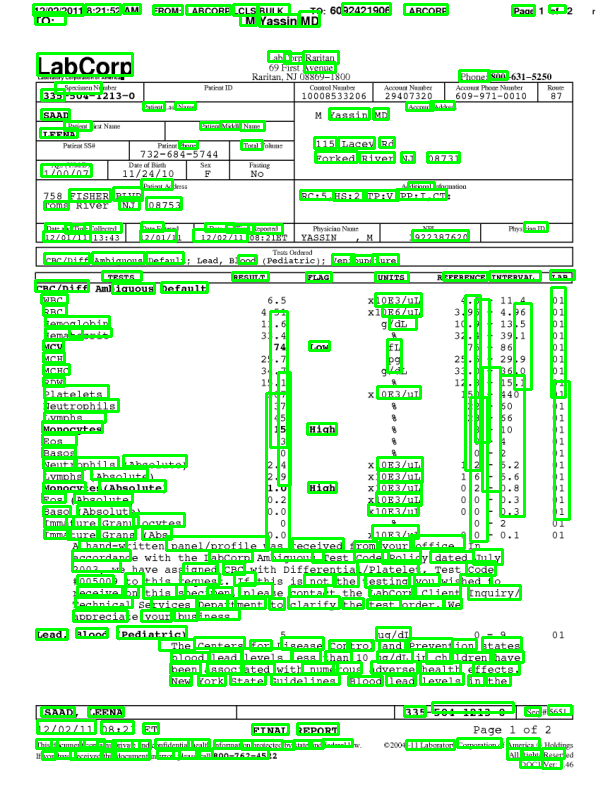 12/02/2011 8:21:52 AM FROM: LABCORP LCLS BULK TO: 6092421906 LABCORP Page 1 of 2
TO: M Yassin MD
LabCorp
LabCorp Raritan
69 First Avenue
Raritan, NJ 08869-1800
Phone: 800-631-5250
Specimen Number Patient ID Control Number Account Number Account Phone Number Route
335-504-1213-0 10008533206 29407320 609-971-0010 87
Patient Last Name Account Address
SAAD M Yassin MD
Patient First Name Patient Middle Name
LEENA
115 Lacey Rd
Patient SS# Patient Phone Total Volume
732-684-5744 Forked River NJ 08731
Date of Birth Sex Fasting
1/00/07 11/24/10 F No
Patient Address Additional Information
758 FISHER BLVD RC:5 HS:2 TP:V PP:L CT:
Toms River NJ 08753
Date and Time Collected Date Entered Date Reported Physician Name NPI Physician ID
12/01/11 13:43 12/01/11 12/02/11 08:21ET YASSIN , M 1922387620
Tests Ordered
CBC/Diff Ambiguous Default; Lead, Blood (Pediatric); Venipuncture
TESTS RESULT FLAG UNITS REFERENCE INTERVAL LAB
CBC/Diff Ambiguous Default
WBC 6.5 x10E3/uL 11.4 01
RBC 4.51 x10E6/uL 3.9 4.96 01
Hemoglobin 11.6 g/dL 10.9 - 13.5 01
Hematocrit 39.1 01
MCV 74 Low fL 75 - 86 01
MCH 25.7 pg 29.9 01
MCHC g/dL 33.0 36.0 01
RDW 15.1 % 12.3 15.1 01
Platelets x10E3/uL 440 01
Neutrophils 37 % 50 01
Lymphs 45 % 56 01
Monocytes 15 High % 10 01
Eos 3 % 4 01
Basos 0 % 2 01
Neutrophils (Absolute) 2.4 x10E3/uL 1.2 - 5.2 01
Lymphs (Absolute) 2.9 x10E3/uL 1.6 - 5.6 01
Monocytes(Absolute) 1.0 High x10E3/uL 0.2 - 0.8 01
Eos (Absolute) 0.2 x10E3/uL 0.0 - 0.3 01
Baso (Absolute) 0.0 x10E3/uL 0.0 - 0.3 01
Immature Granulocytes 0 % 0 - 2 01
Immature Grans (Abs) 0.0 x10E3/uL 0.0 - 0.1 01
A hand-written panel/profile was received from your office. In
accordance with the LabCorp Ambiguous Test Code Policy dated July
2003, we have assigned CBC with Differential/Platelet, Test Code
#005009 to this request. If this is not the testing you wished to
receive on this specimen, please contact the LabCorp Client Inquiry/
Technical Services Department to clarify the test order. We
appreciate your business.
Lead, Blood (Pediatric) 5 ug/dL 0 - 9 01
The Centers for Disease Control and Prevention states
blood lead levels less than 10 ug/dL in children have
been associated with numerous adverse health effects.
New York State Guidelines: Blood lead levels in the
SAAD, LEENA 335-504-1213-0 Seq # 5651
12/02/11 08:21 ET FINAL REPORT Page 1 of 2
This document contains private and confidential health information protected by state and federal law. ©2004-11 Laboratory Corporation of America Holdings
If you have received this document in error, please call 800-762-4542 All Rights Reserved
DOC1 Ver: 1.46